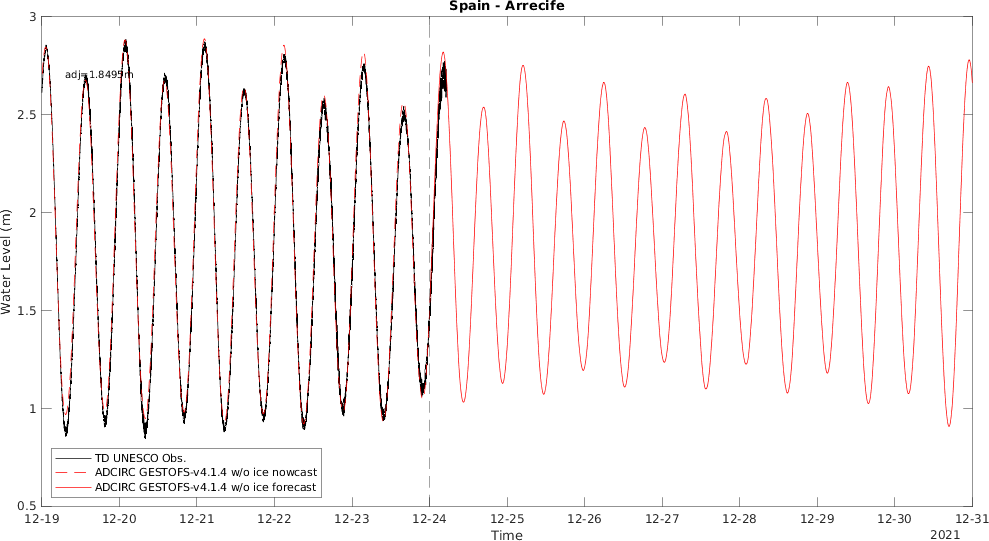 Spain - Arrecife
adj=1.8495m
Water Level (m)
3
2.5
2
1.5
1
0.5
TD UNESCO Obs.
ADCIRC GESTOFS-v4.1.4 w/o ice nowcast
ADCIRC GESTOFS-v4.1.4 w/o ice forecast
12-19 12-20 12-21 12-22 12-23 12-24 12-25 12-26 12-27 12-28 12-29 12-30 12-31
Time
2021